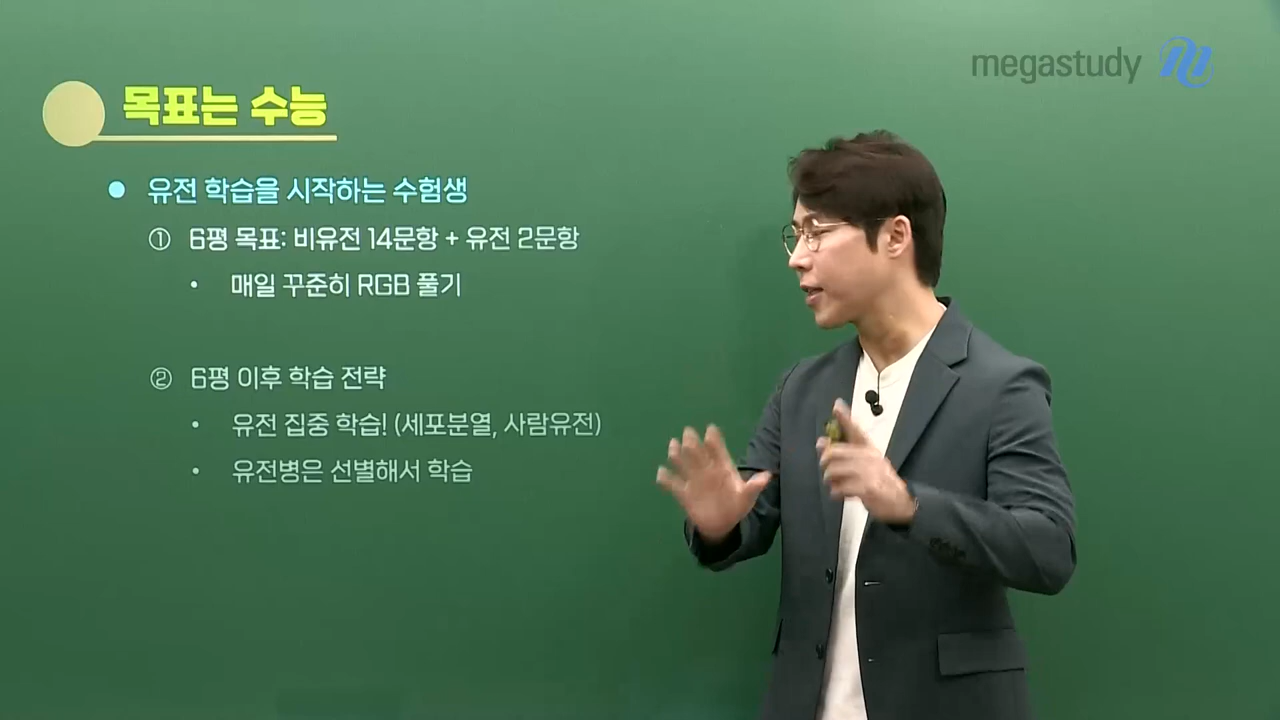 megastudy
목표는 수능
유전 학습을 시작하는 수험생
① 6평 목표: 비유전 14문항 + 유전 2문항
• 매일 꾸준히 RGB 풀기
② 6평 이후 학습 전략
• 유전 집중 학습! (세포분열, 사람유전)
• 유전병은 선별해서 학습